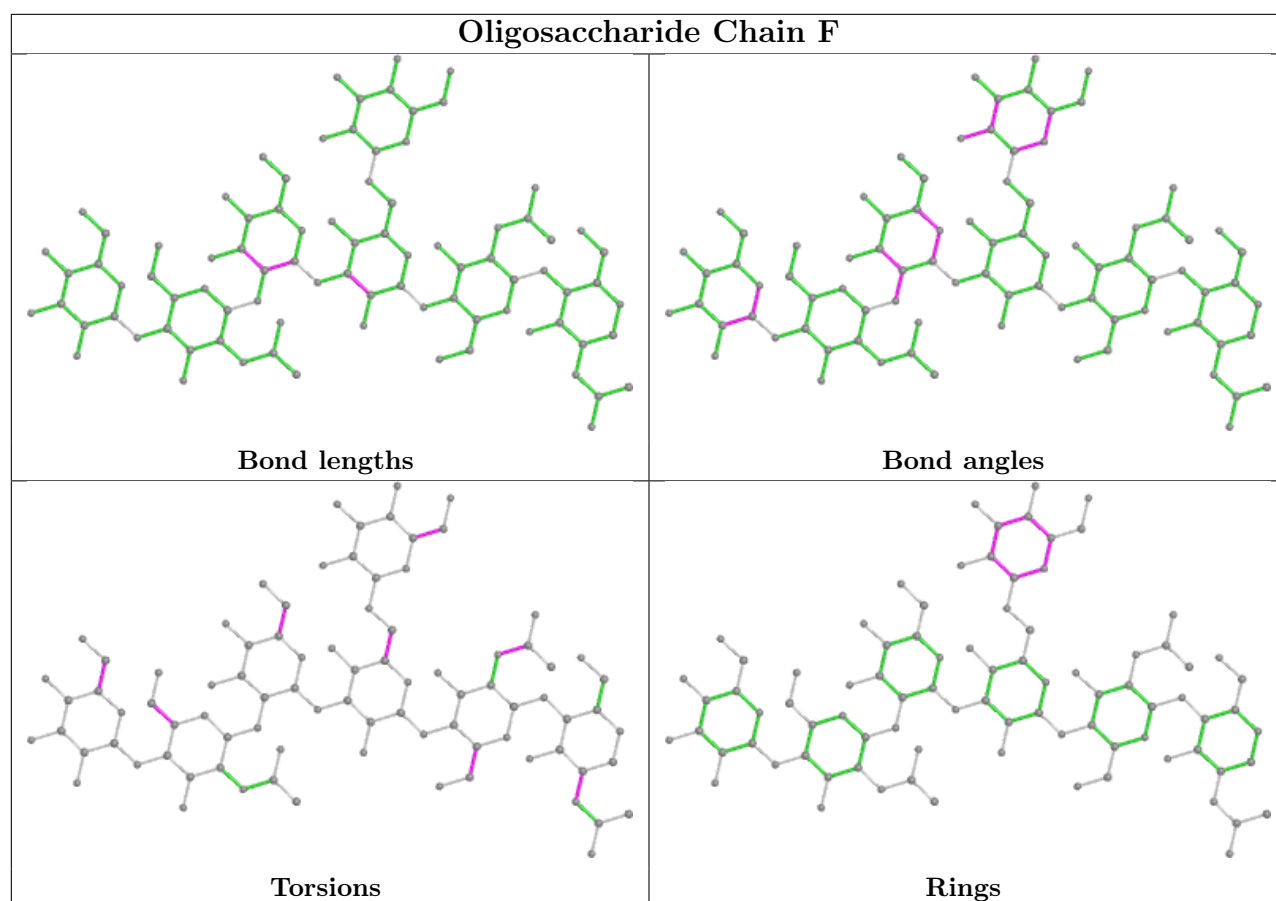 Oligosaccharide Chain F
Bond lengths
Bond angles
Torsions
Rings